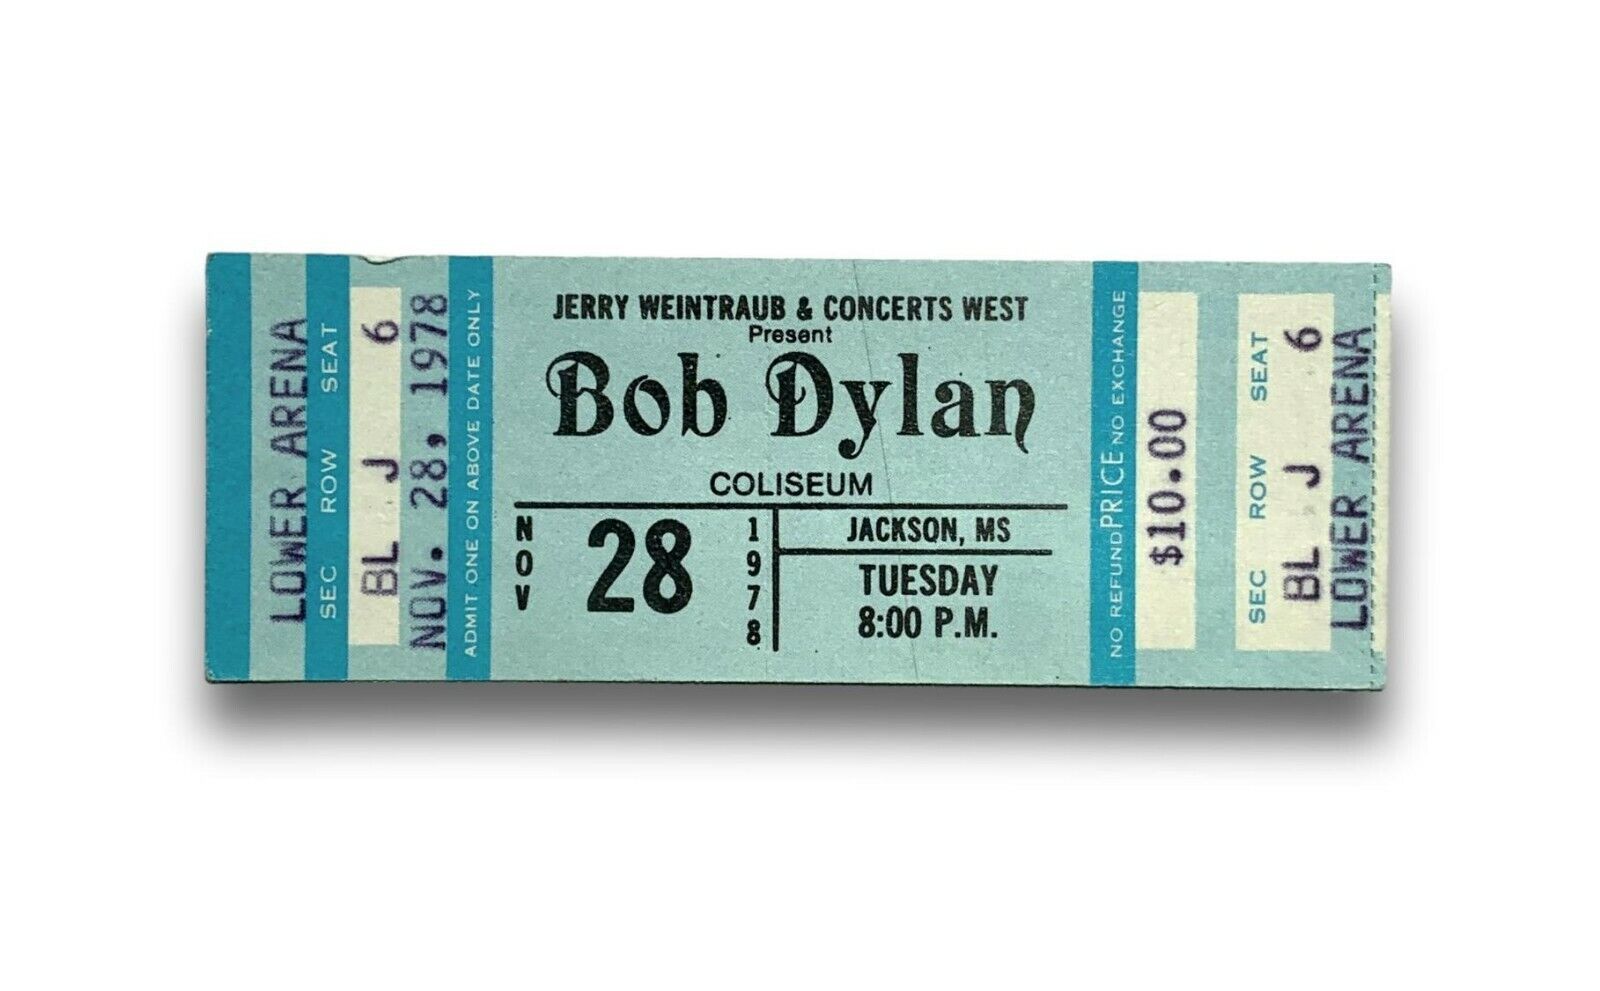 LOWER ARENA
SEC ROW SEAT
BL J 6
NOV. 28, 1978
ADMIT ONE ON ABOVE DATE ONLY
JERRY WEINTRAUB & CONCERTS WEST
Present
Bob Dylan
COLISEUM
NOV 28 1978
JACKSON, MS
TUESDAY
8:00 P.M.
NO REFUND PRICE NO EXCHANGE
$10.00
SEC ROW SEAT
BL J 6
LOWER ARENA